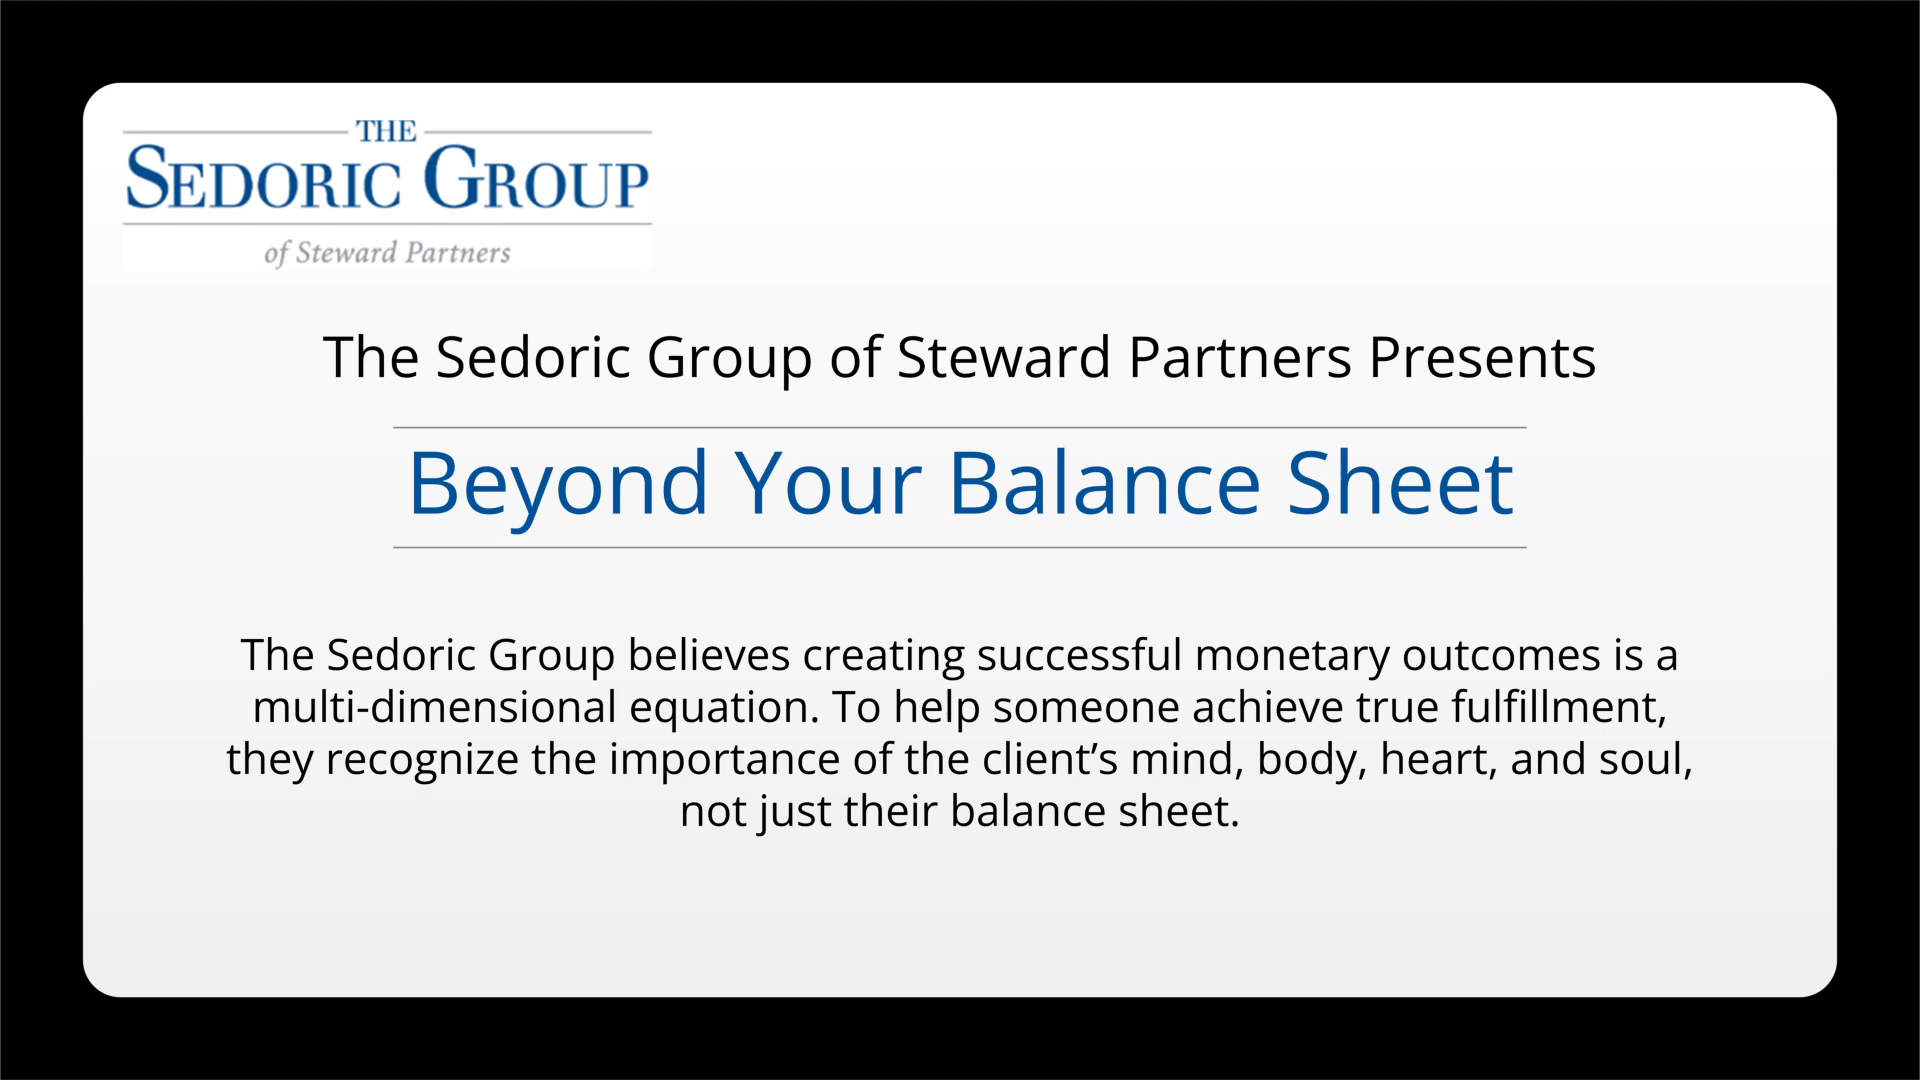 THE
SEDORIC GROUP
of Steward Partners
The Sedoric Group of Steward Partners Presents
Beyond Your Balance Sheet
The Sedoric Group believes creating successful monetary outcomes is a
multi-dimensional equation. To help someone achieve true fulfillment,
they recognize the importance of the client’s mind, body, heart, and soul,
not just their balance sheet.